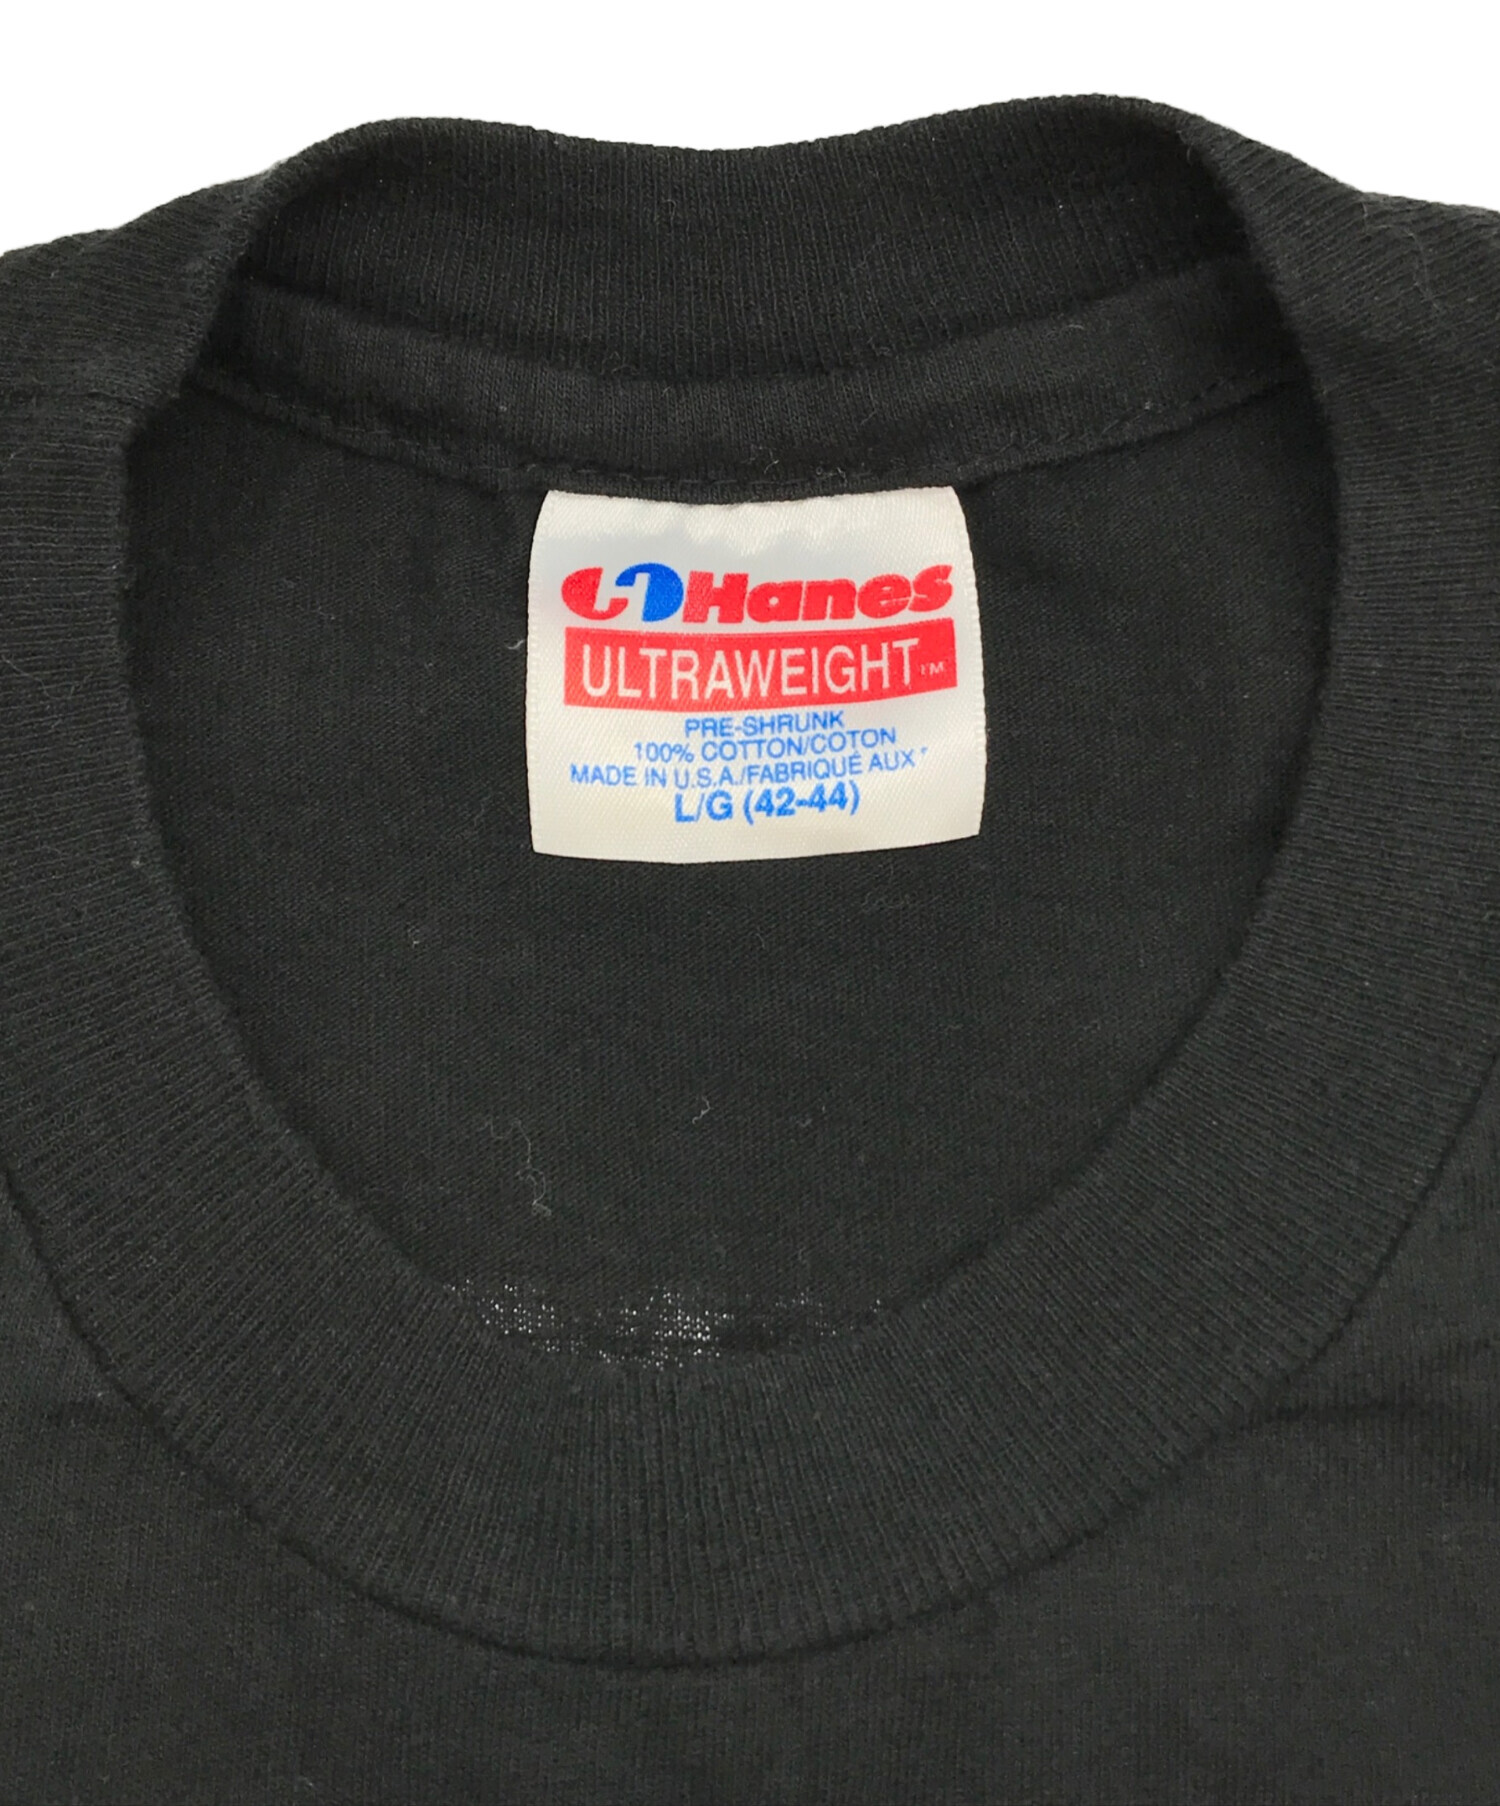 Hanes
ULTRAWEIGHT™
PRE-SHRUNK
100% COTTON/COTON
MADE IN U.S.A./FABRIQUÉ AUX
L/G (42-44)